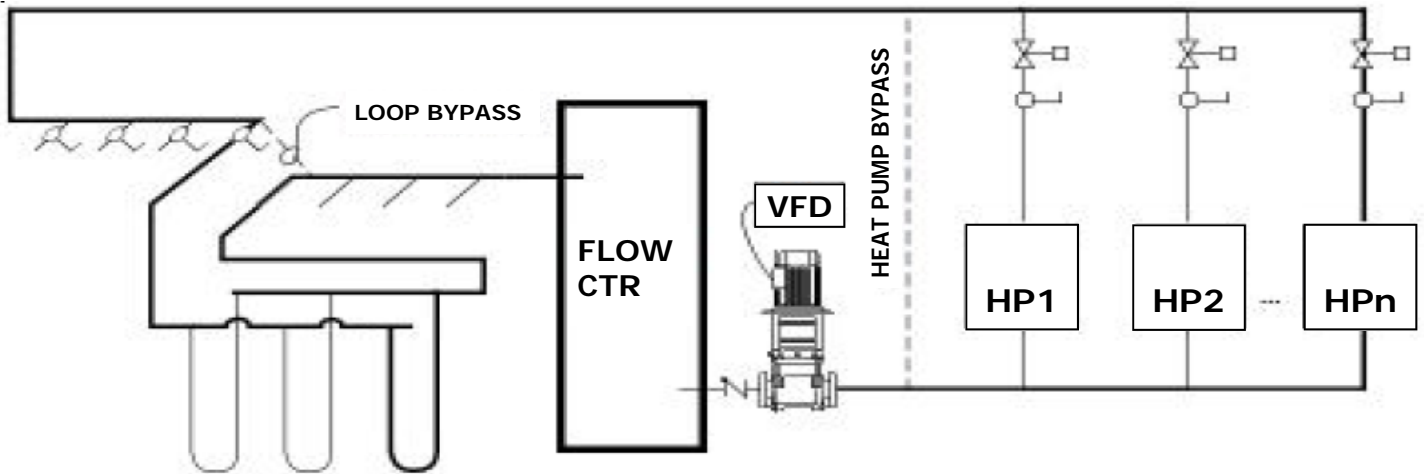 LOOP BYPASS
HEAT PUMP BYPASS
VFD
FLOW
CTR
HP1
HP2
---
HPn